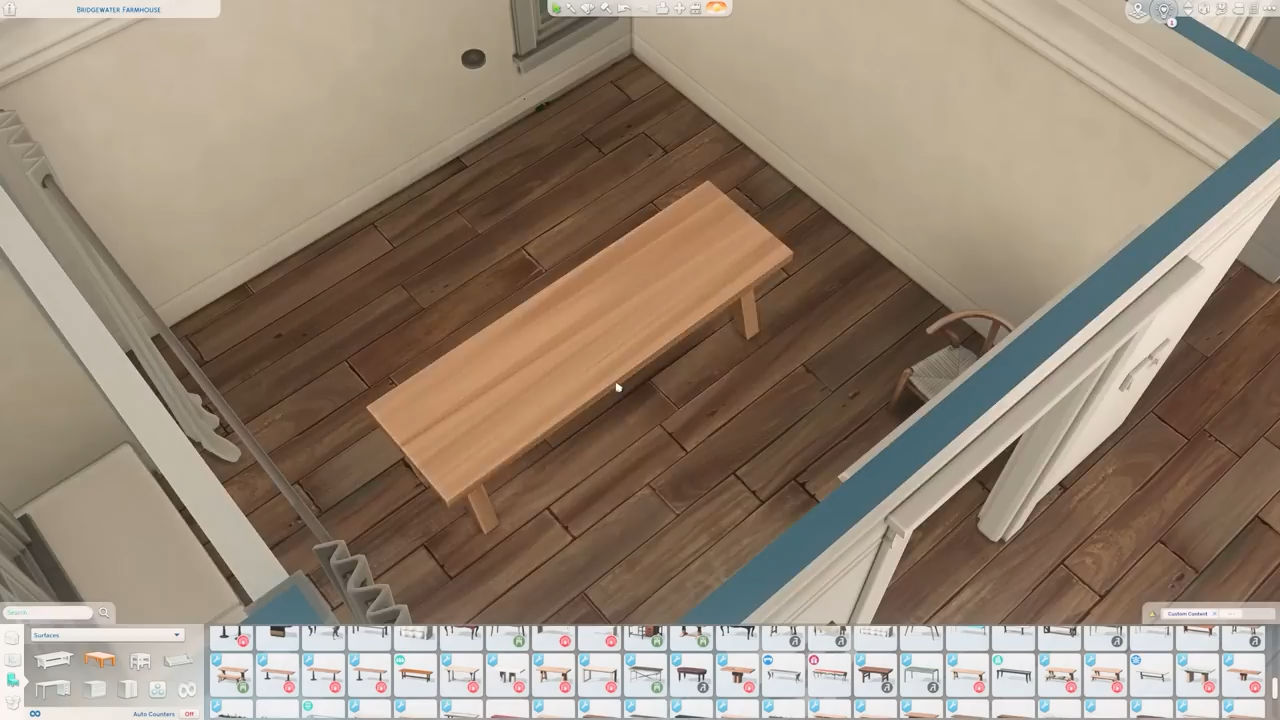 BRIDGEWATER FARMHOUSE
Search
Custom Content
Surfaces
Auto Counters
Off